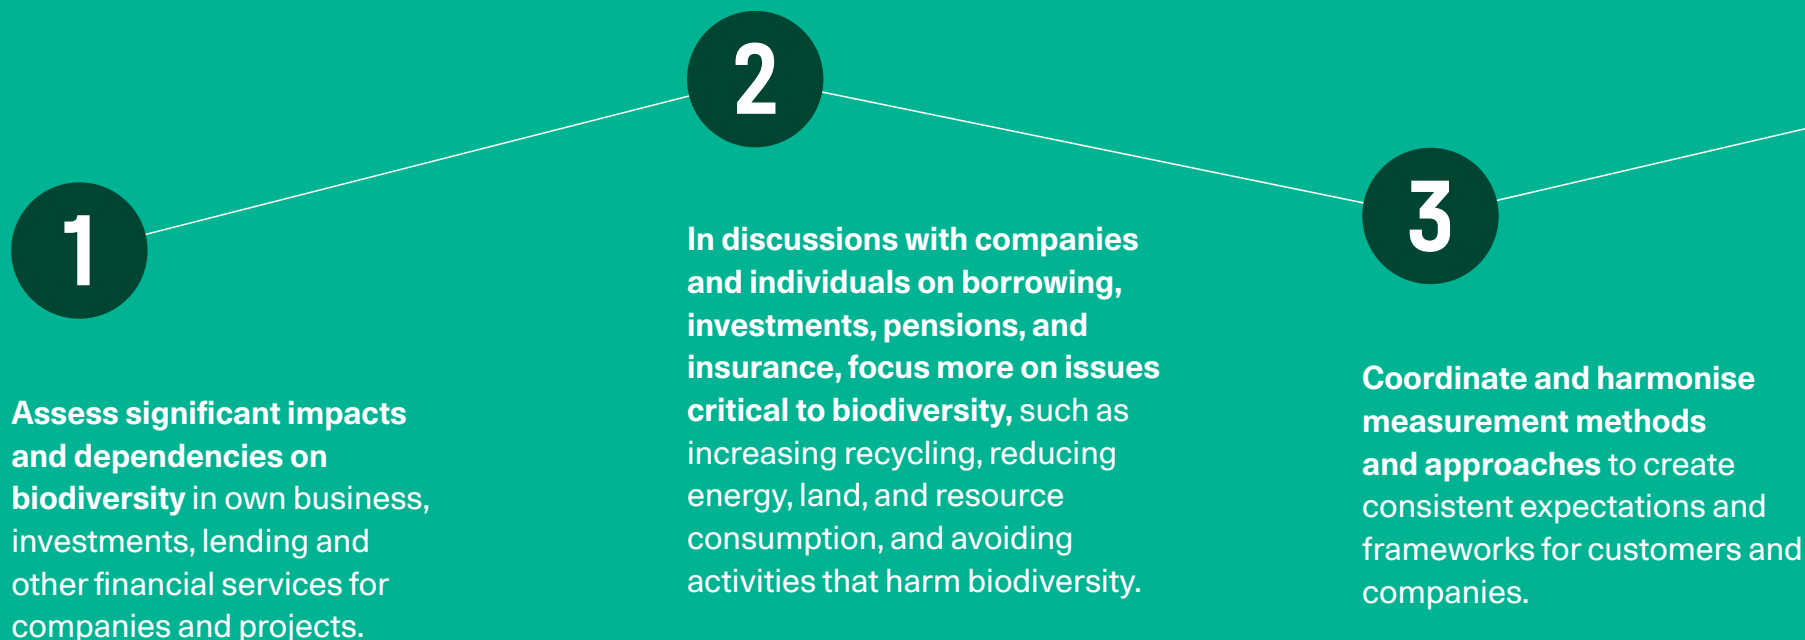 1
Assess significant impacts
and dependencies on
biodiversity in own business,
investments, lending and
other financial services for
companies and projects.
2
In discussions with companies
and individuals on borrowing,
investments, pensions, and
insurance, focus more on issues
critical to biodiversity, such as
increasing recycling, reducing
energy, land, and resource
consumption, and avoiding
activities that harm biodiversity.
3
Coordinate and harmonise
measurement methods
and approaches to create
consistent expectations and
frameworks for customers and
companies.